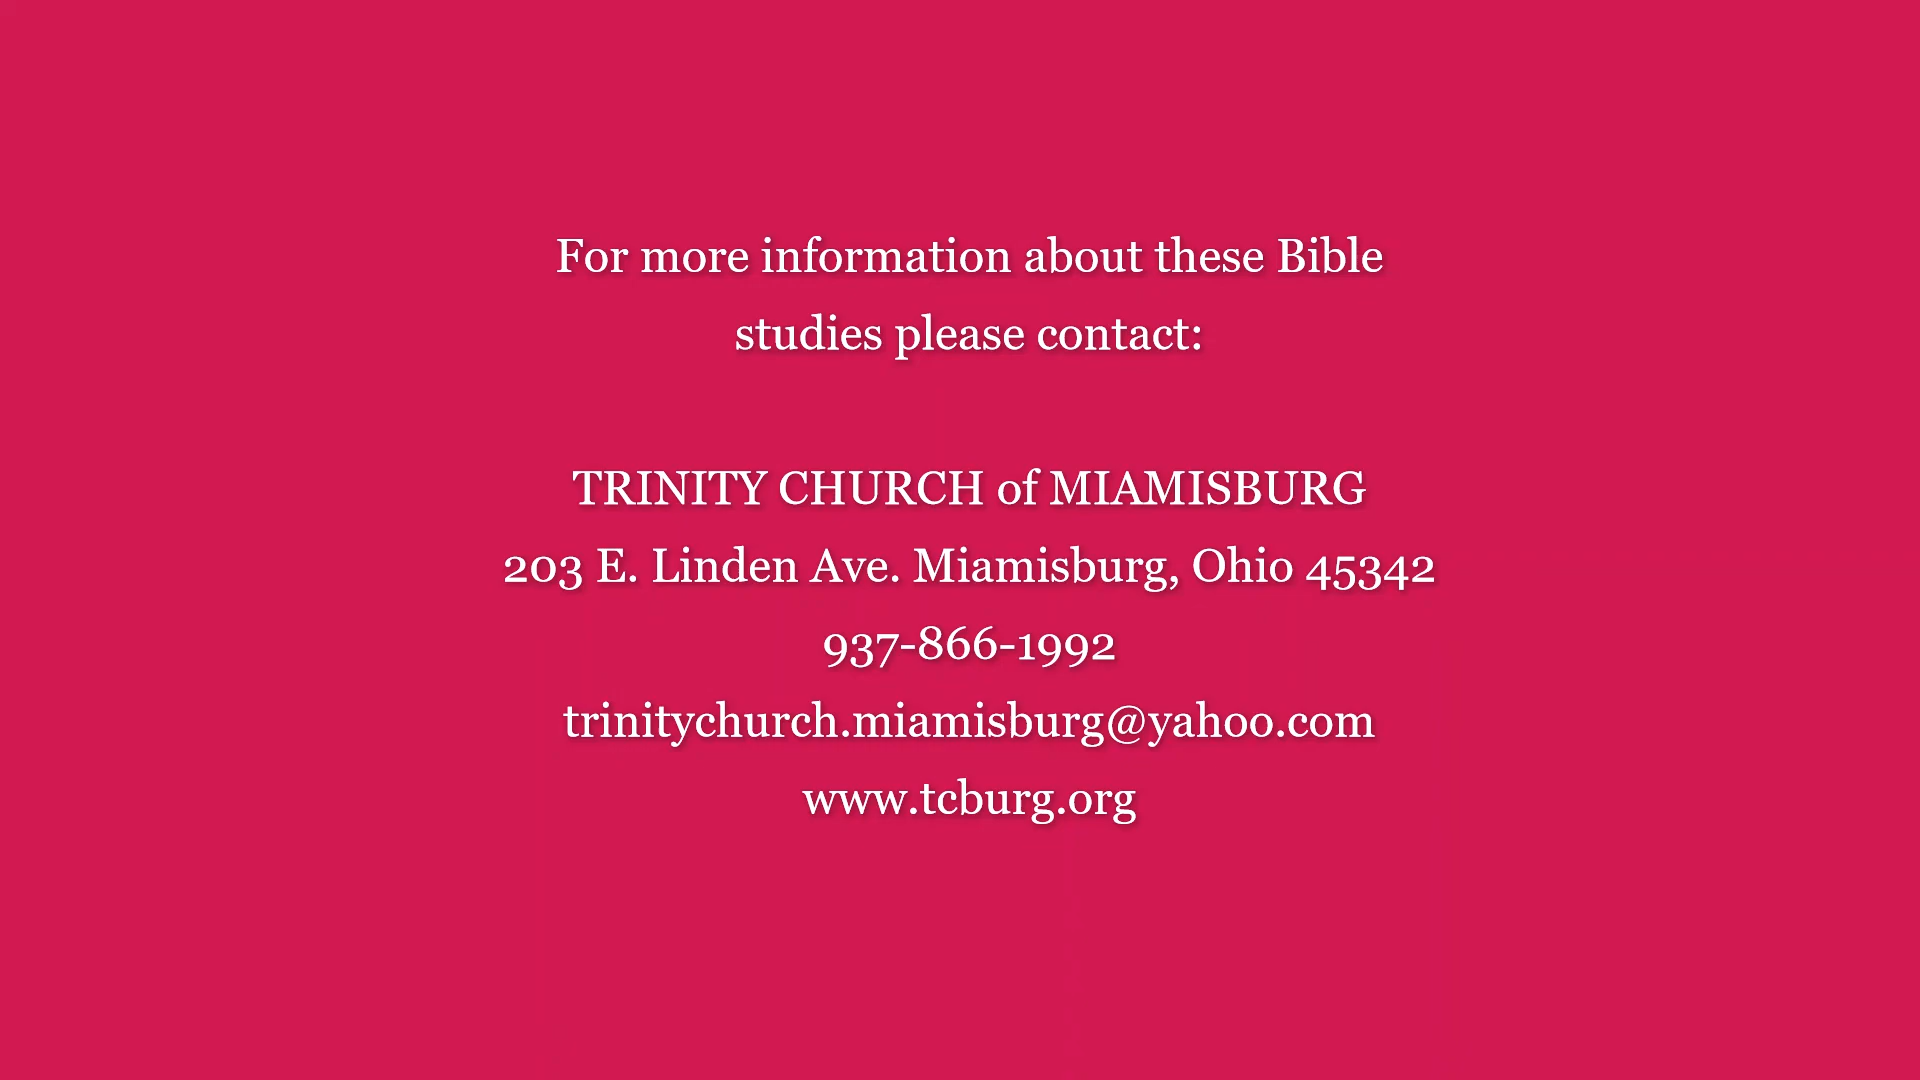 For more information about these Bible
studies please contact:
TRINITY CHURCH of MIAMISBURG
203 E. Linden Ave. Miamisburg, Ohio 45342
937-866-1992
trinitychurch.miamisburg@yahoo.com
www.tcburg.org